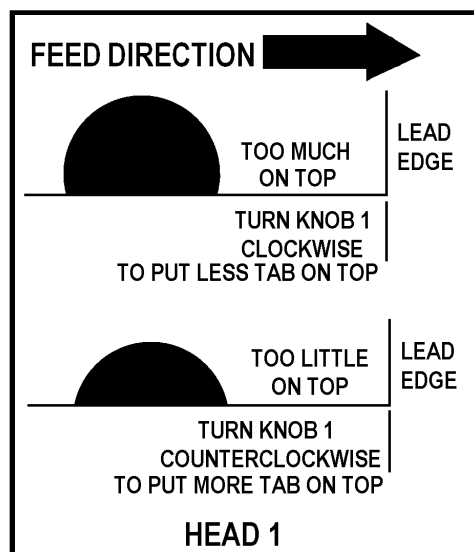 FEED DIRECTION
TOO MUCH
ON TOP
LEAD
EDGE
TURN KNOB 1
CLOCKWISE
TO PUT LESS TAB ON TOP
TOO LITTLE
ON TOP
LEAD
EDGE
TURN KNOB 1
COUNTERCLOCKWISE
TO PUT MORE TAB ON TOP
HEAD 1